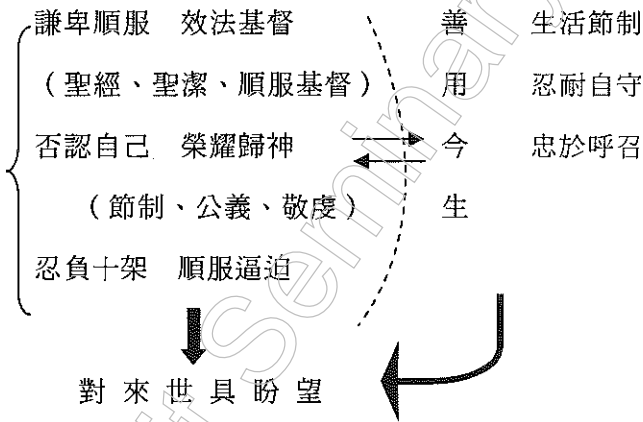 謙卑順服 效法基督 善 生活節制
（聖經、聖潔、順服基督） 用 忍耐自守
否認自己 榮耀歸神 今 忠於呼召
（節制、公義、敬虔） 生
忍負十架 順服逼迫
對來世具盼望
Seminary